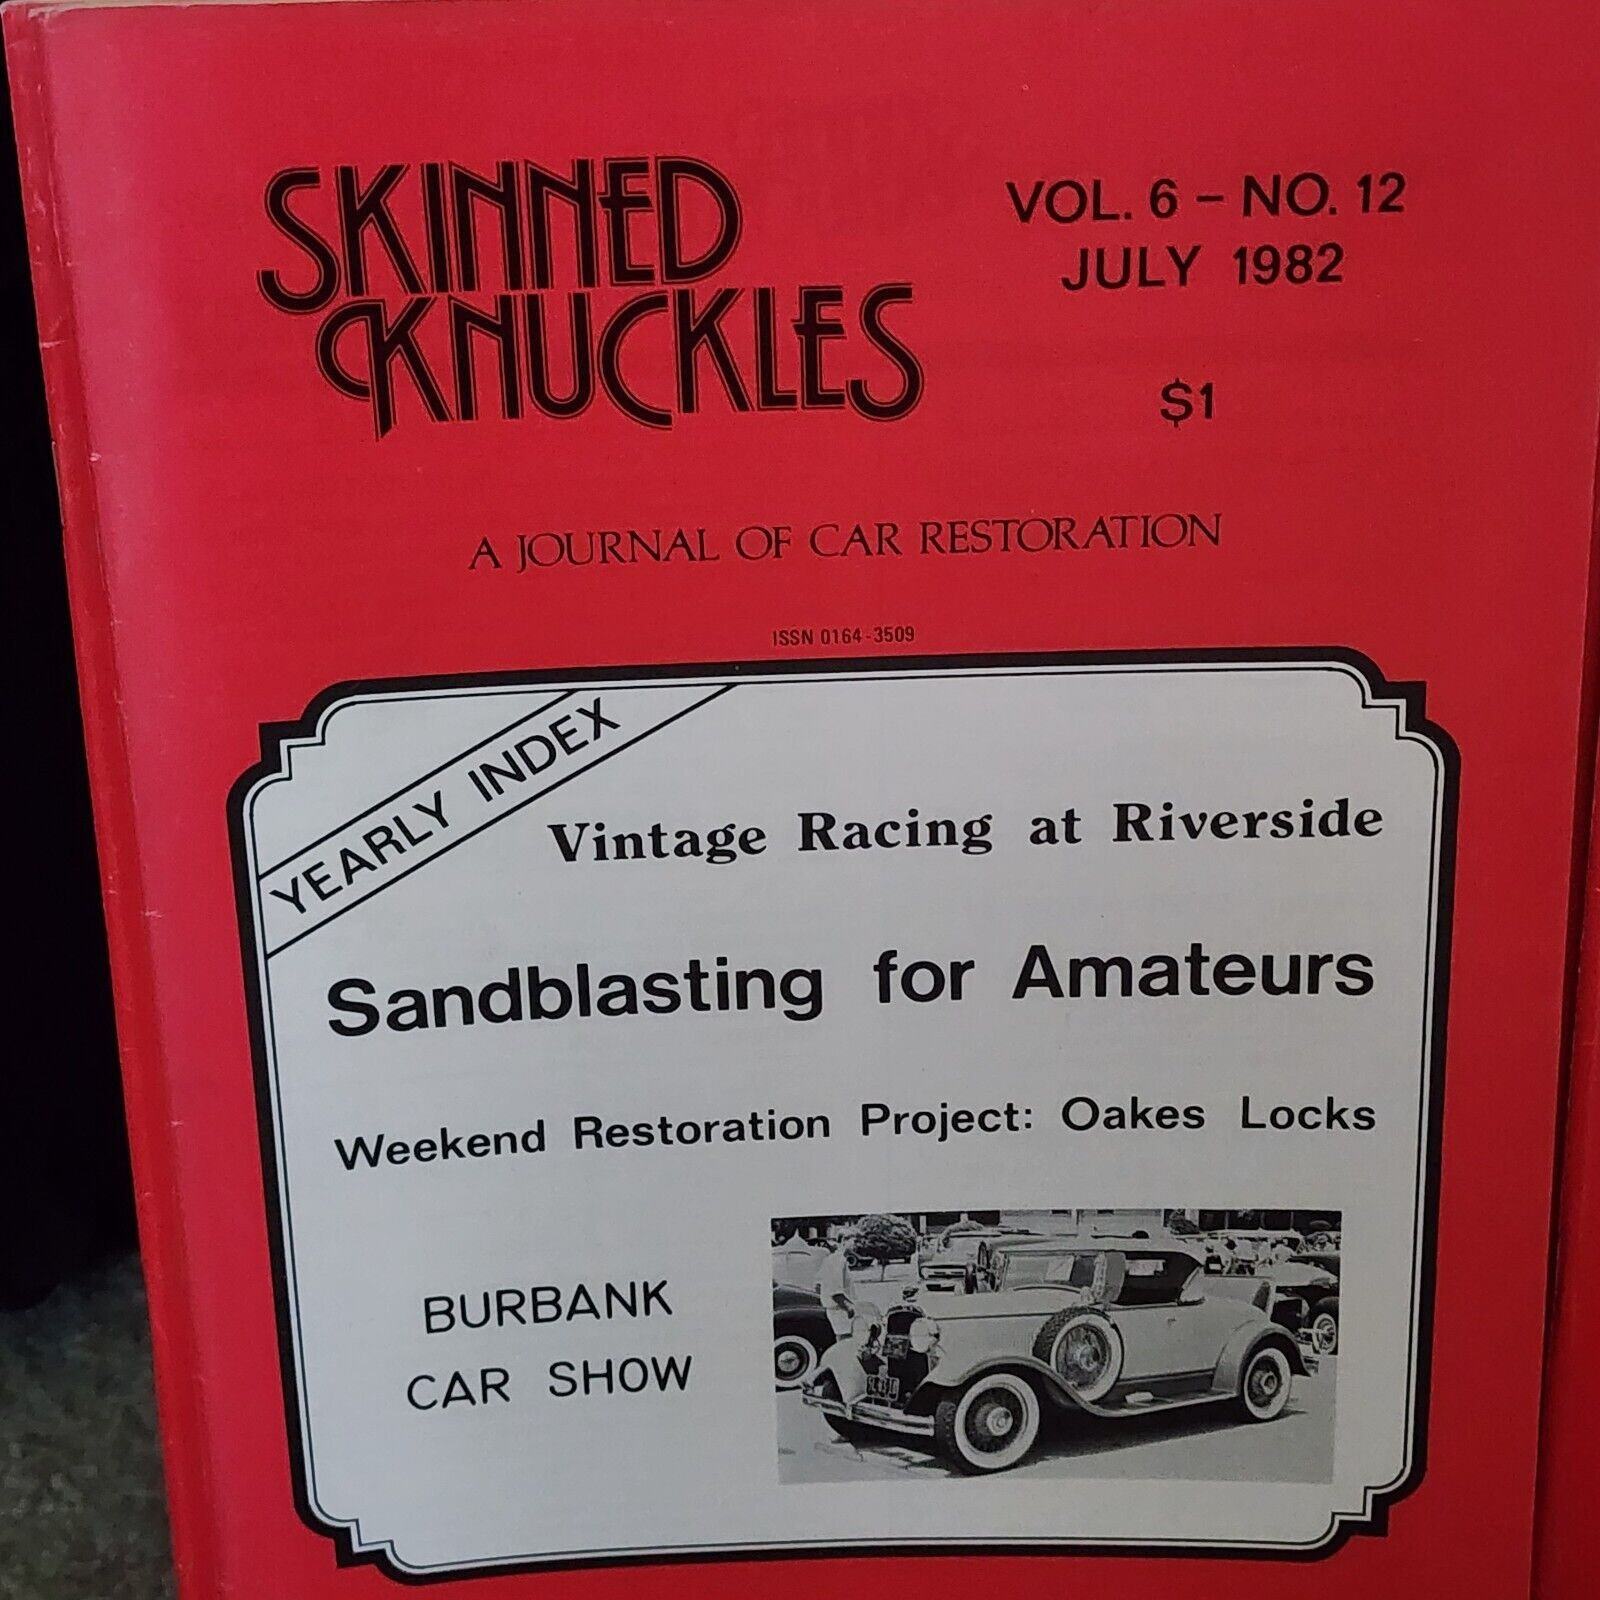 SKINNED
KNUCKLES
VOL. 6 – NO. 12
JULY 1982
$1
A JOURNAL OF CAR RESTORATION
ISSN 0164-3509
YEARLY INDEX
Vintage Racing at Riverside
Sandblasting for Amateurs
Weekend Restoration Project: Oakes Locks
BURBANK
CAR SHOW